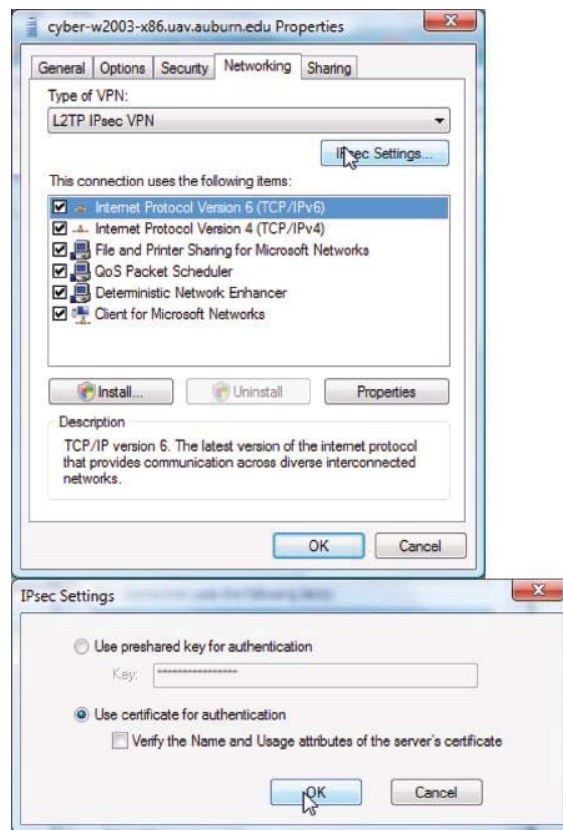 cyber-w2003-x86.uav.auburn.edu Properties
General Options Security Networking Sharing
Type of VPN:
L2TP IPsec VPN
Settings...
This connection uses the following items:
Internet Protocol Version 6 (TCP/IPv6)
Internet Protocol Version 4 (TCP/IPv4)
File and Printer Sharing for Microsoft Networks
QoS Packet Scheduler
Deterministic Network Enhancer
Client for Microsoft Networks
Install... Uninstall Properties
Description
TCP/IP version 6. The latest version of the internet protocol
that provides communication across diverse interconnected
networks.
OK Cancel
IPsec Settings
Use preshared key for authentication
Key: ****************
Use certificate for authentication
Verify the Name and Usage attributes of the server's certificate
OK Cancel